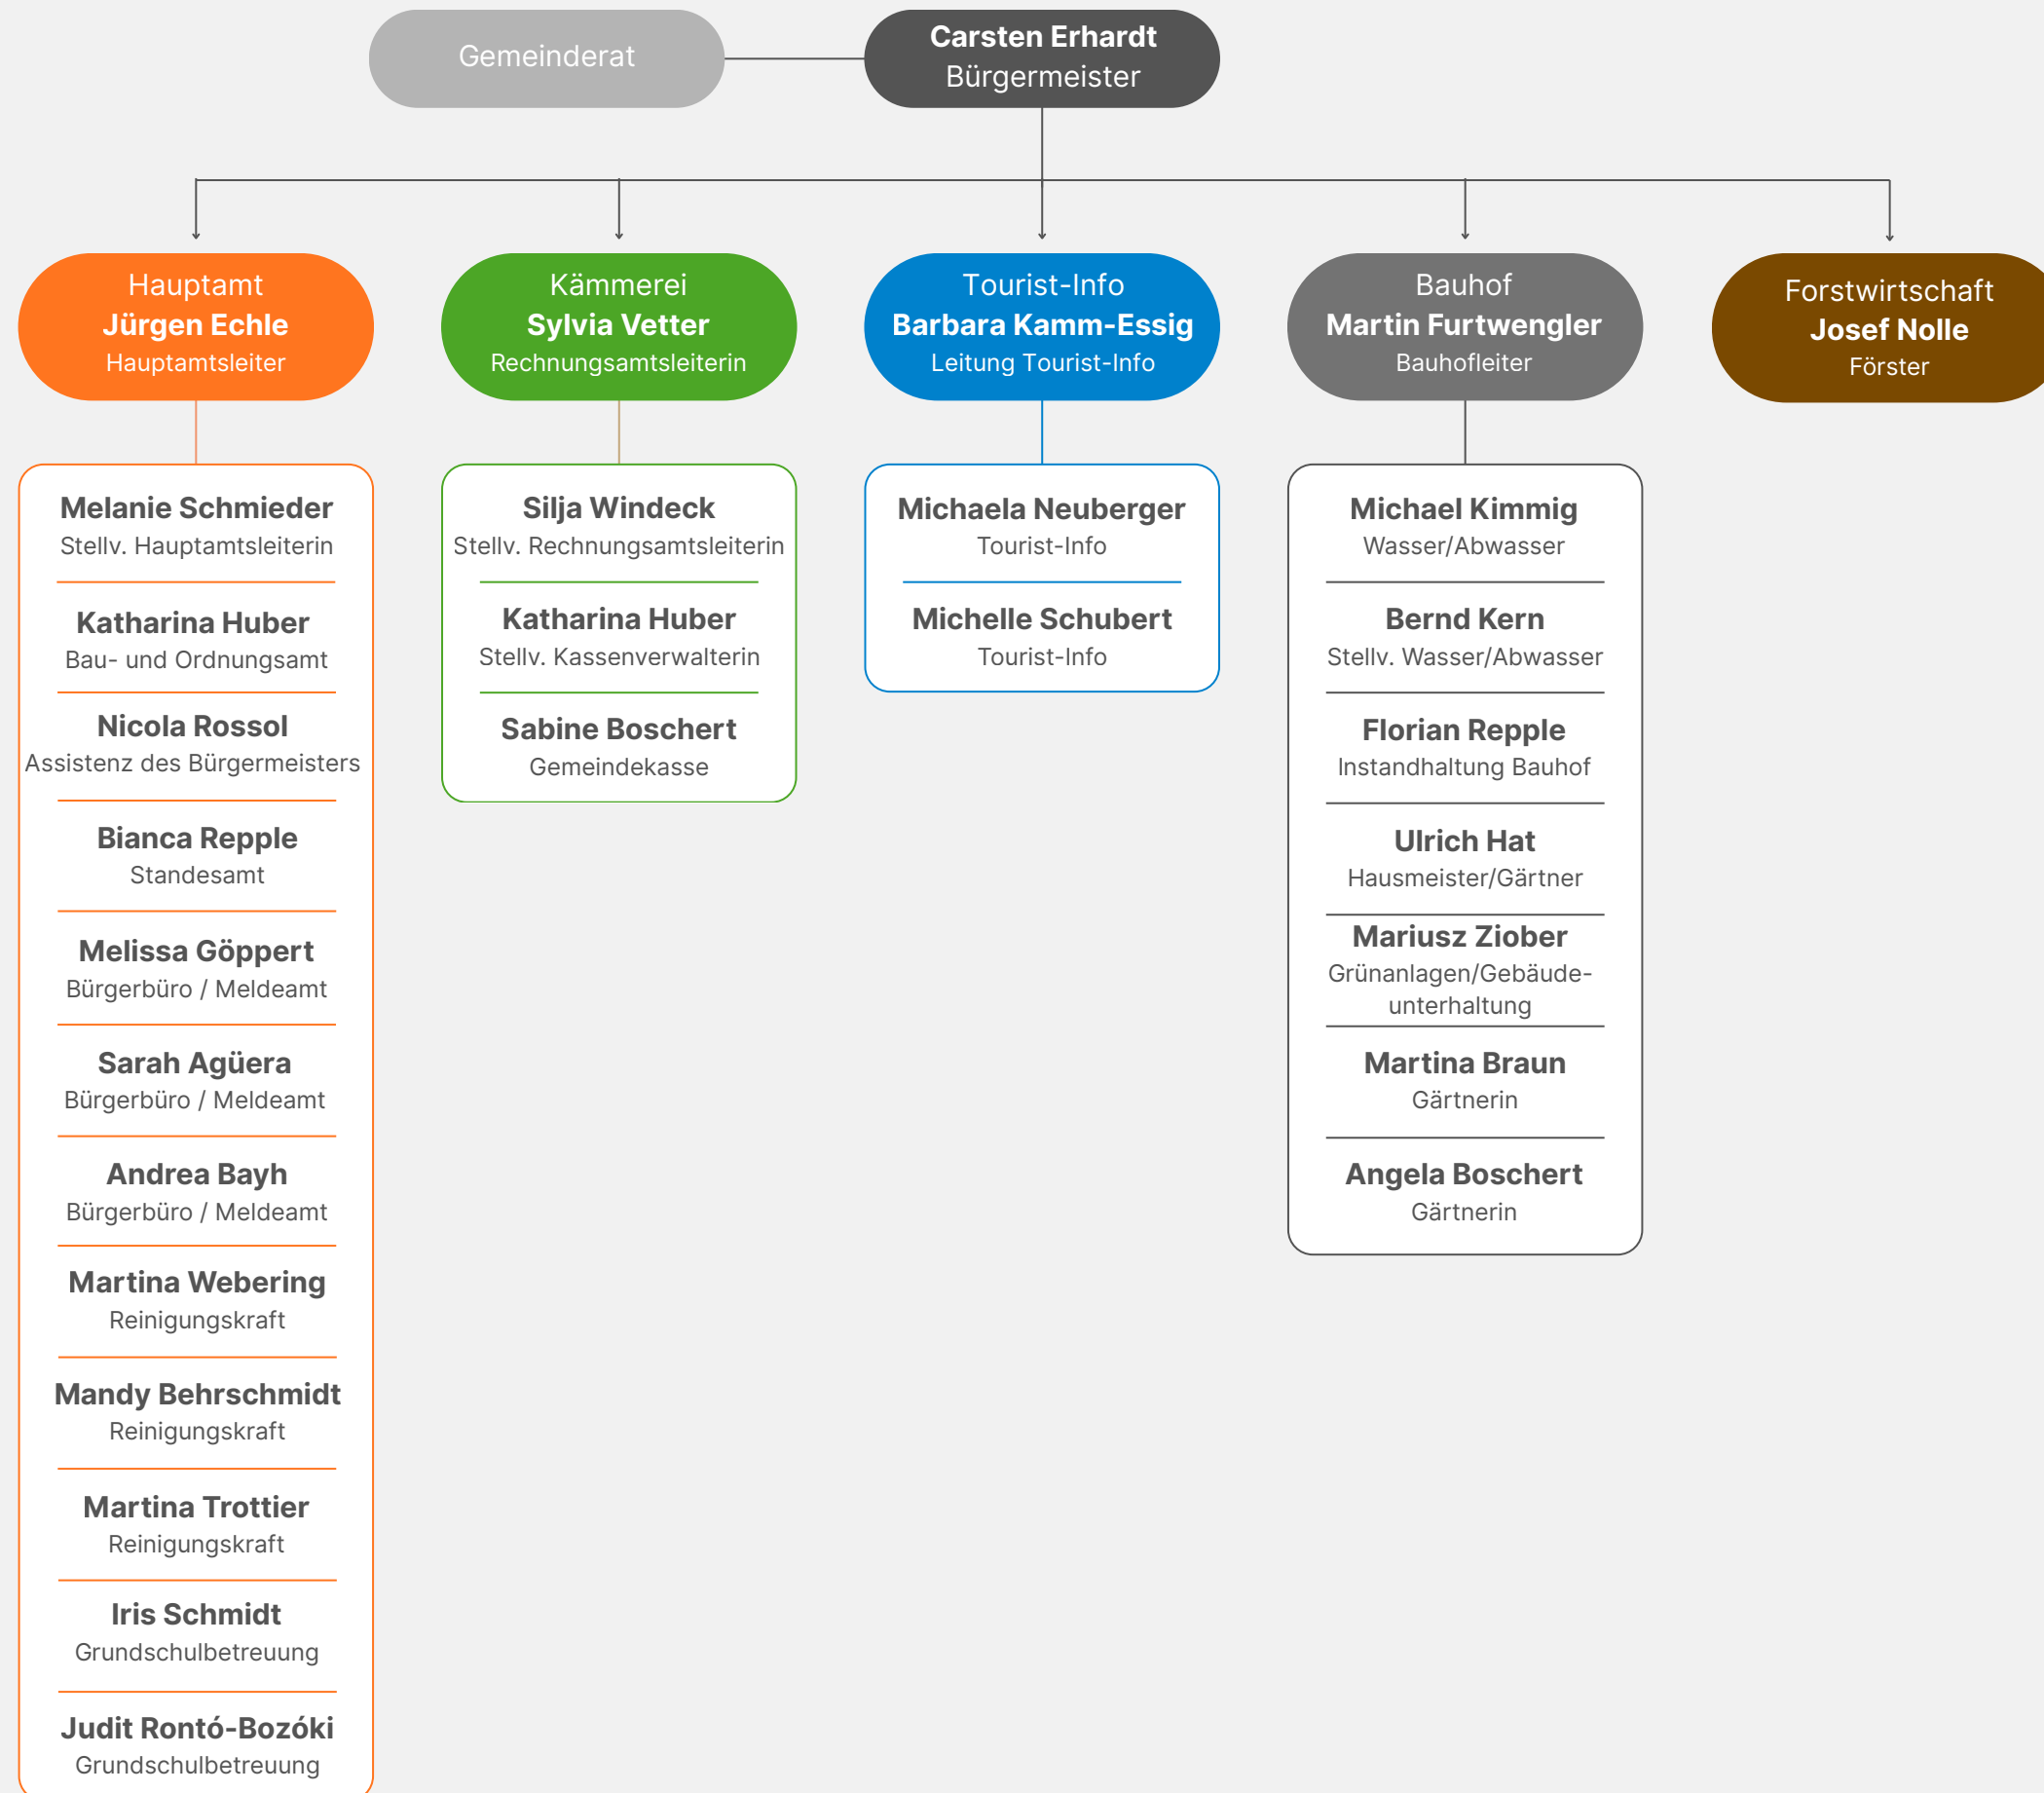 Gemeinderat
Carsten Erhardt
Bürgermeister
Hauptamt
Jürgen Echle
Hauptamtsleiter
Kämmerei
Sylvia Vetter
Rechnungsamtsleiterin
Tourist-Info
Barbara Kamm-Essig
Leitung Tourist-Info
Bauhof
Martin Furtwengler
Bauhofleiter
Forstwirtschaft
Josef Nolle
Förster
Melanie Schmieder
Stellv. Hauptamtsleiterin
Katharina Huber
Bau- und Ordnungsamt
Nicola Rossol
Assistenz des Bürgermeisters
Bianca Repple
Standesamt
Melissa Göppert
Bürgerbüro / Meldeamt
Sarah Agüera
Bürgerbüro / Meldeamt
Andrea Bayh
Bürgerbüro / Meldeamt
Martina Webering
Reinigungskraft
Mandy Behrschmidt
Reinigungskraft
Martina Trottier
Reinigungskraft
Iris Schmidt
Grundschulbetreuung
Judit Rontó-Bozóki
Grundschulbetreuung
Silja Windeck
Stellv. Rechnungsamtsleiterin
Katharina Huber
Stellv. Kassenverwalterin
Sabine Boschert
Gemeindekasse
Michaela Neuberger
Tourist-Info
Michelle Schubert
Tourist-Info
Michael Kimmig
Wasser/Abwasser
Bernd Kern
Stellv. Wasser/Abwasser
Florian Repple
Instandhaltung Bauhof
Ulrich Hat
Hausmeister/Gärtner
Mariusz Ziober
Grünanlagen/Gebäude-
unterhaltung
Martina Braun
Gärtnerin
Angela Boschert
Gärtnerin